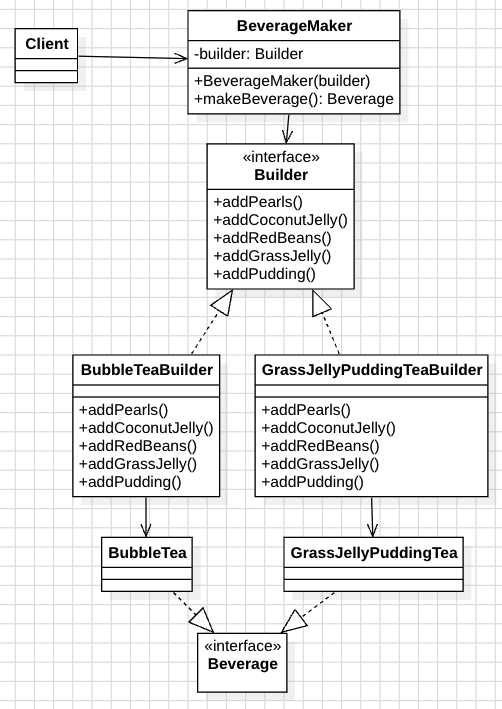 Client
BeverageMaker
-builder: Builder
+BeverageMaker(builder)
+makeBeverage(): Beverage
«interface»
Builder
+addPearls()
+addCoconutJelly()
+addRedBeans()
+addGrassJelly()
+addPudding()
BubbleTeaBuilder
+addPearls()
+addCoconutJelly()
+addRedBeans()
+addGrassJelly()
+addPudding()
GrassJellyPuddingTeaBuilder
+addPearls()
+addCoconutJelly()
+addRedBeans()
+addGrassJelly()
+addPudding()
BubbleTea
GrassJellyPuddingTea
«interface»
Beverage